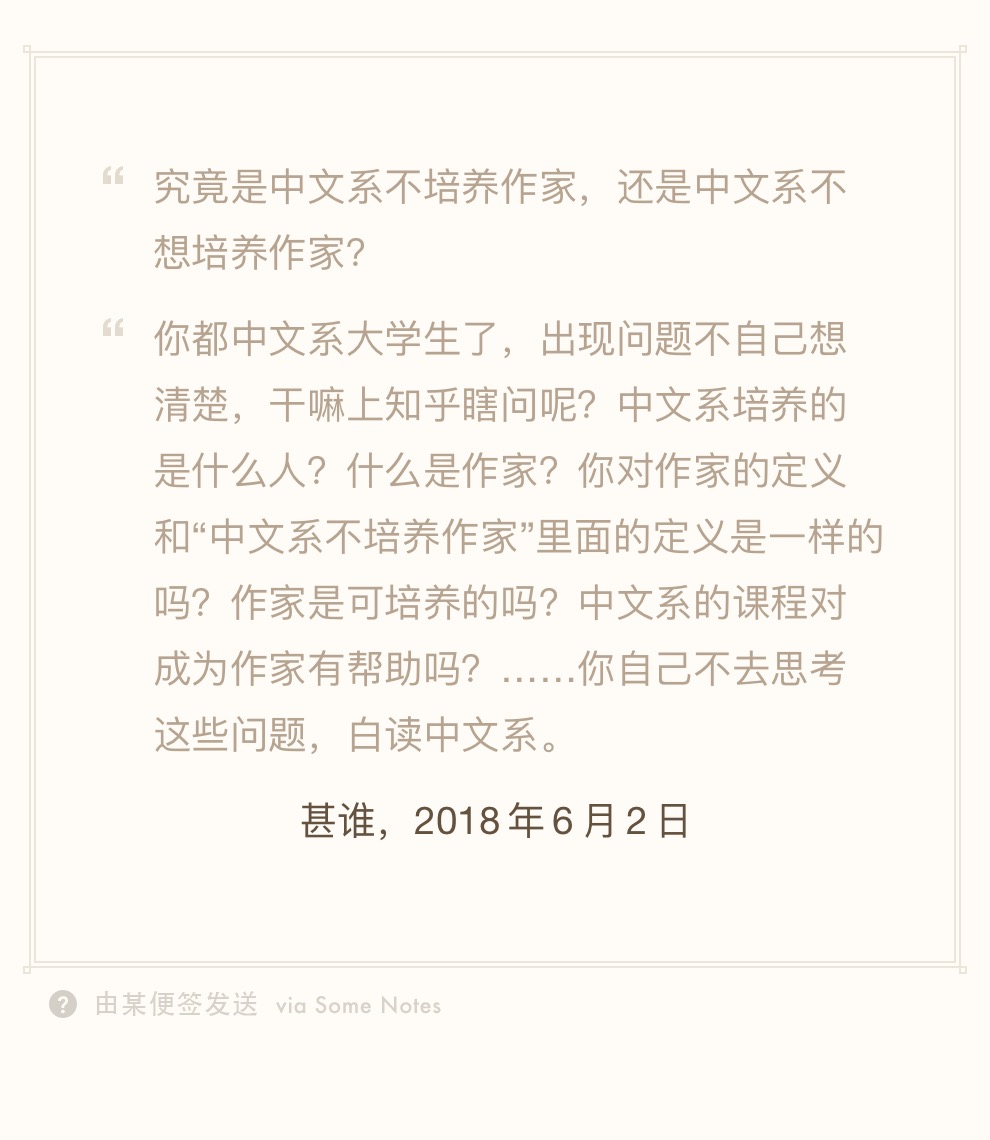 “ 究竟是中文系不培养作家，还是中文系不
想培养作家？
“ 你都中文系大学生了，出现问题不自己想
清楚，干嘛上知乎瞎问呢？中文系培养的
是什么人？什么是作家？你对作家的定义
和“中文系不培养作家”里面的定义是一样的
吗？作家是可培养的吗？中文系的课程对
成为作家有帮助吗？……你自己不去思考
这些问题，白读中文系。
甚谁，2018年6月2日
? 由某便签发送 via Some Notes